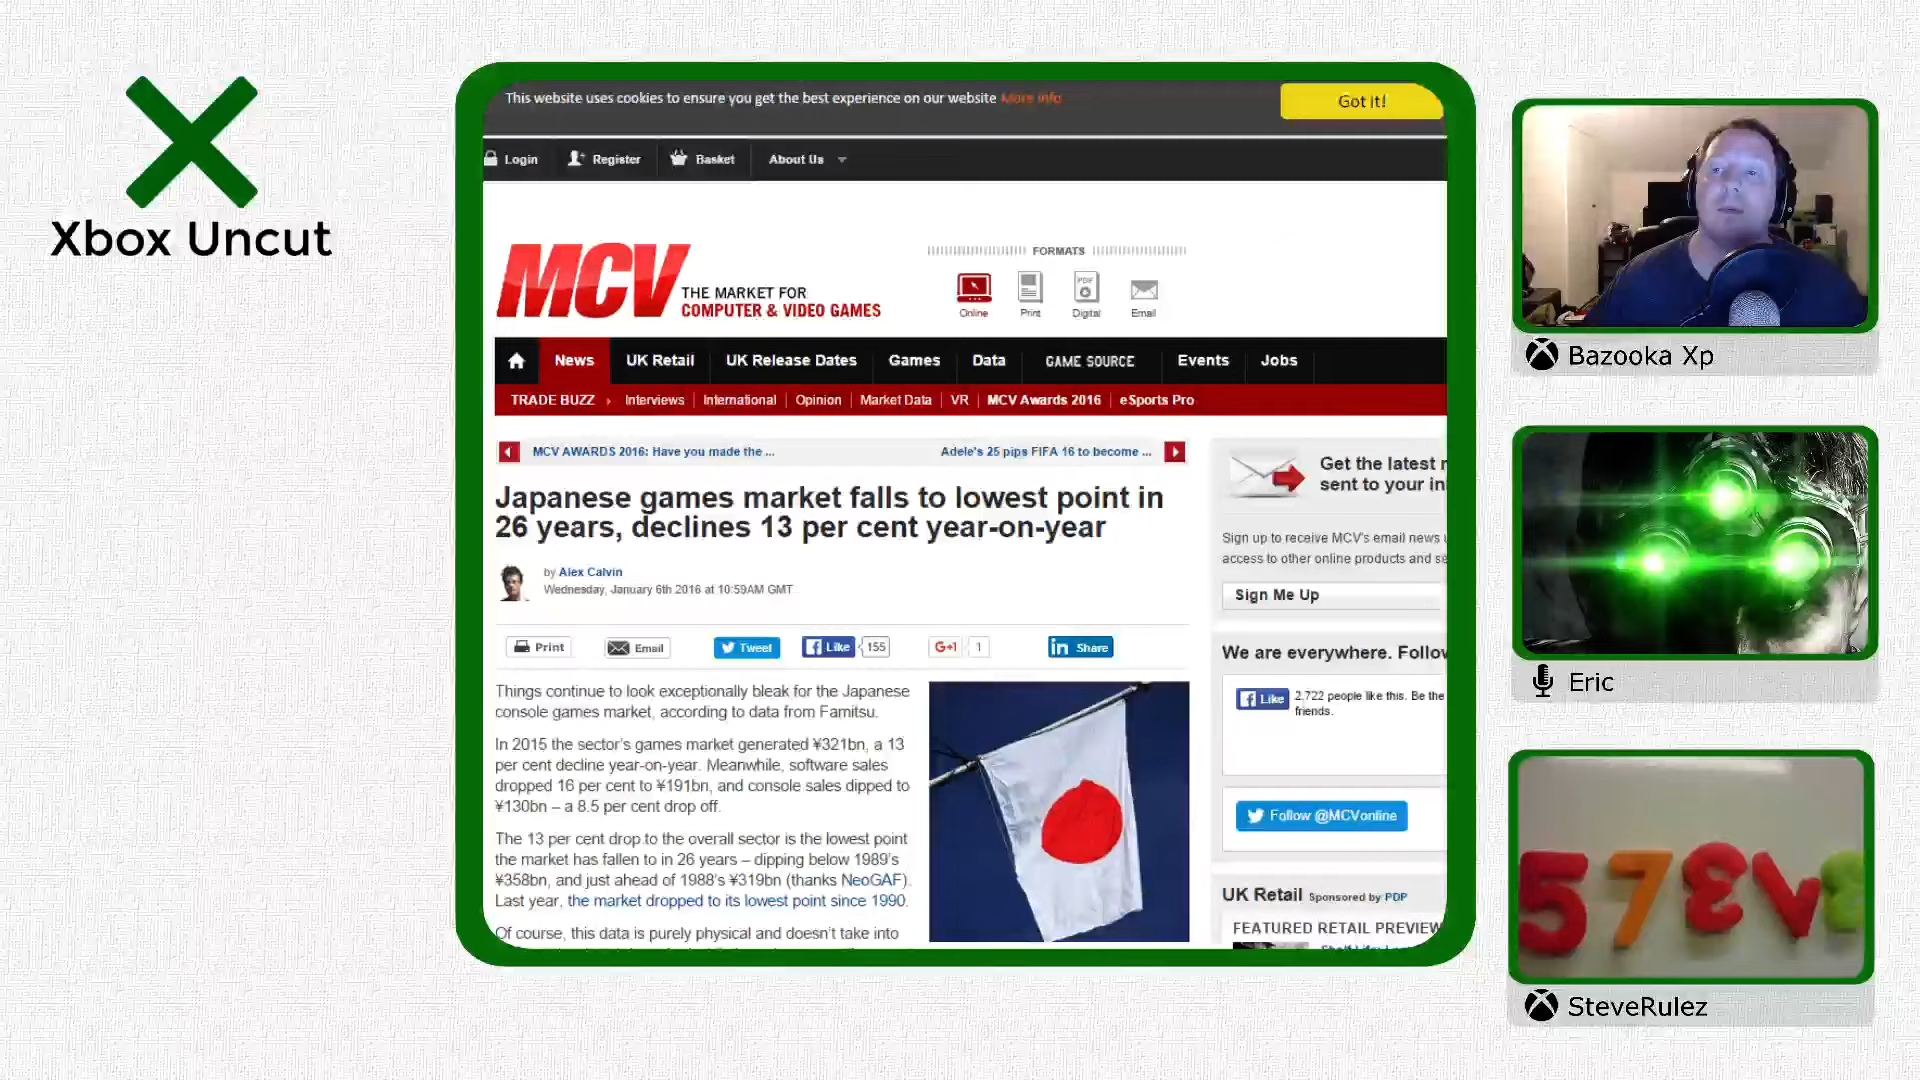 Xbox Uncut
This website uses cookies to ensure you get the best experience on our website More info
Got it!
Login
Register
Basket
About Us
MCV
THE MARKET FOR
COMPUTER & VIDEO GAMES
FORMATS
PDF
Online
Print
Digital
Email
News
UK Retail
UK Release Dates
Games
Data
GAME SOURCE
Events
Jobs
TRADE BUZZ
Interviews
International
Opinion
Market Data
VR
MCV Awards 2016
eSports Pro
MCV AWARDS 2016: Have you made the ...
Adele's 25 pips FIFA 16 to become ...
Japanese games market falls to lowest point in
26 years, declines 13 per cent year-on-year
by Alex Calvin
Wednesday, January 6th 2016 at 10:59AM GMT
Print
Email
Tweet
Like
155
G+1
1
in Share
Things continue to look exceptionally bleak for the Japanese
console games market, according to data from Famitsu.
In 2015 the sector's games market generated ¥321bn, a 13
per cent decline year-on-year. Meanwhile, software sales
dropped 16 per cent to ¥191bn, and console sales dipped to
¥130bn – a 8.5 per cent drop off.
The 13 per cent drop to the overall sector is the lowest point
the market has fallen to in 26 years – dipping below 1989's
¥358bn, and just ahead of 1988's ¥319bn (thanks NeoGAF).
Last year, the market dropped to its lowest point since 1990.
Of course, this data is purely physical and doesn't take into
Get the latest
sent to your
Sign up to receive MCV's email news
access to other online products and
Sign Me Up
We are everywhere.
Like
2,722 people like this. Be the
friends.
Follow @MCVonline
UK Retail Sponsored by PDP
FEATURED RETAIL PREVIEW
Bazooka Xp
Eric
SteveRulez